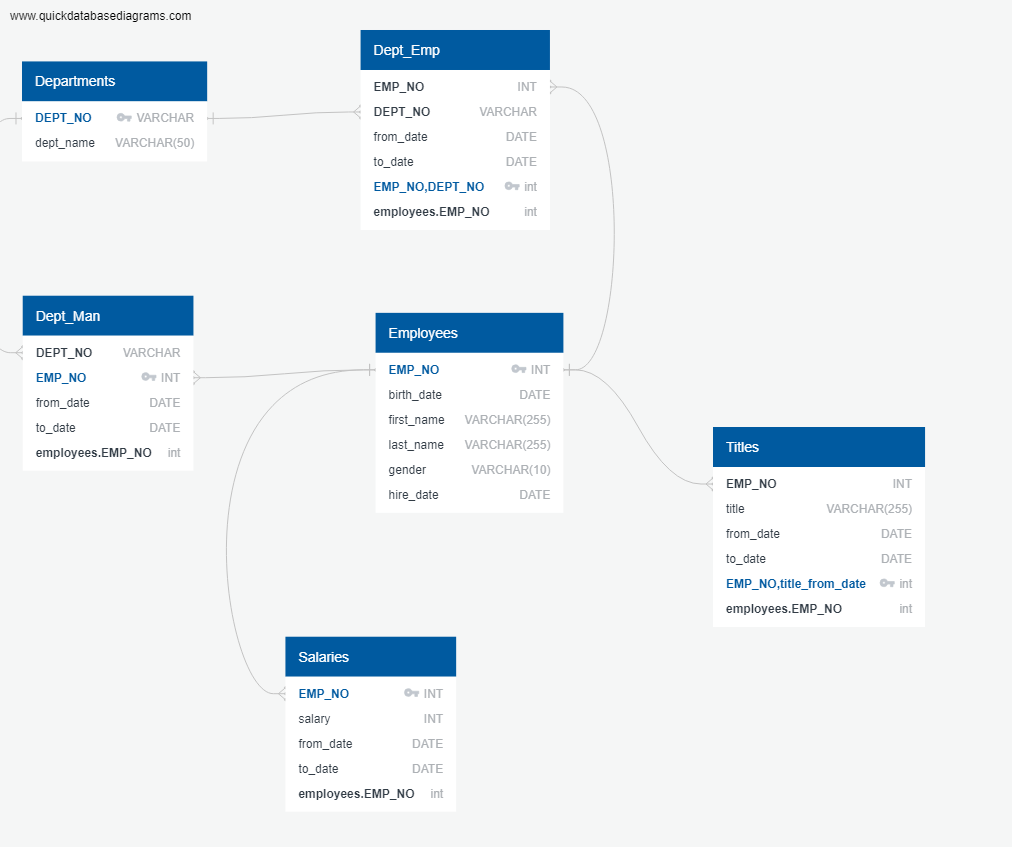 www.quickdatabasediagrams.com
Departments
DEPT_NO VARCHAR
dept_name VARCHAR(50)
Dept_Emp
EMP_NO INT
DEPT_NO VARCHAR
from_date DATE
to_date DATE
EMP_NO,DEPT_NO int
employees.EMP_NO int
Dept_Man
DEPT_NO VARCHAR
EMP_NO INT
from_date DATE
to_date DATE
employees.EMP_NO int
Employees
EMP_NO INT
birth_date DATE
first_name VARCHAR(255)
last_name VARCHAR(255)
gender VARCHAR(10)
hire_date DATE
Titles
EMP_NO INT
title VARCHAR(255)
from_date DATE
to_date DATE
EMP_NO,title_from_date int
employees.EMP_NO int
Salaries
EMP_NO INT
salary INT
from_date DATE
to_date DATE
employees.EMP_NO int